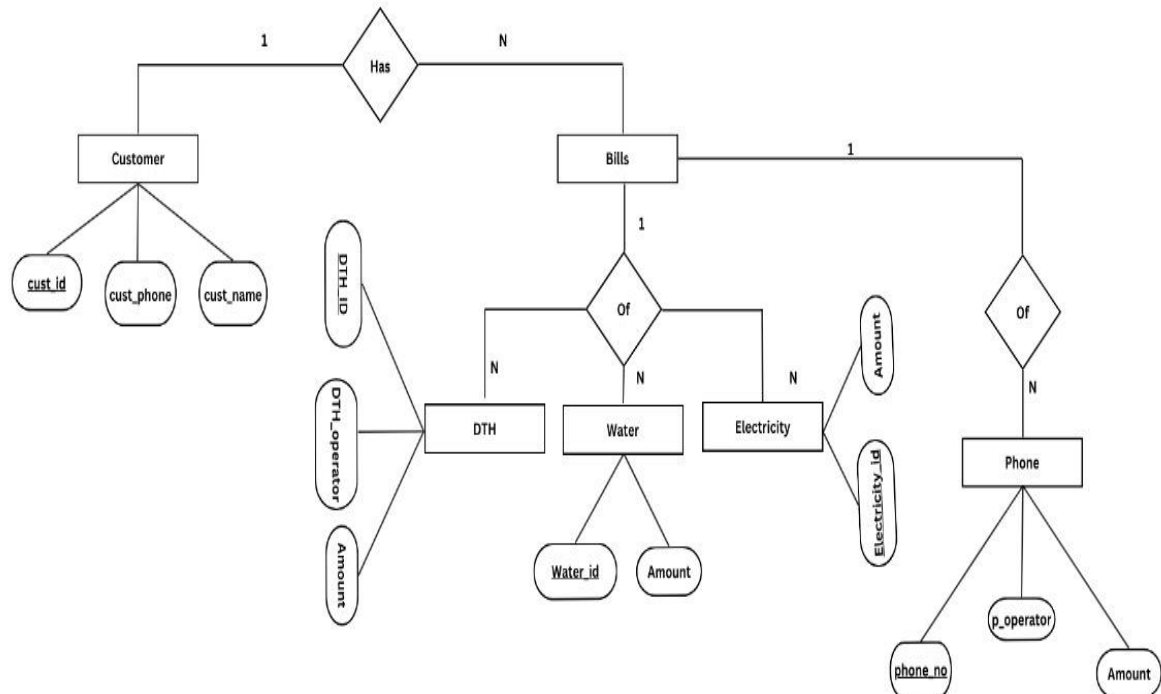 1
Has
N
Customer
Bills
1
cust_id
cust_phone
cust_name
1
DTH_ID
DTH_operator
Amount
Of
N
N
N
DTH
Water
Electricity
Amount
Electricity_id
Water_id
Amount
Of
N
Phone
phone_no
p_operator
Amount